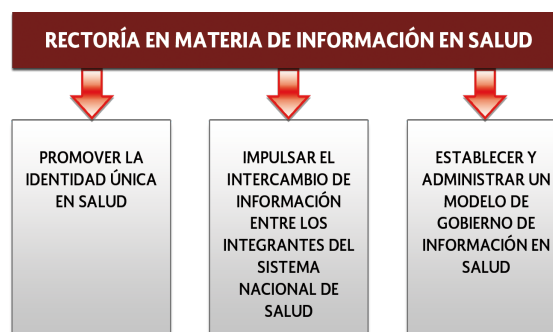 RECTORÍA EN MATERIA DE INFORMACIÓN EN SALUD
PROMOVER LA
IDENTIDAD ÚNICA
EN SALUD
IMPULSAR EL
INTERCAMBIO DE
INFORMACIÓN
ENTRE LOS
INTEGRANTES DEL
SISTEMA
NACIONAL DE
SALUD
ESTABLECER Y
ADMINISTRAR UN
MODELO DE
GOBIERNO DE
INFORMACIÓN EN
SALUD